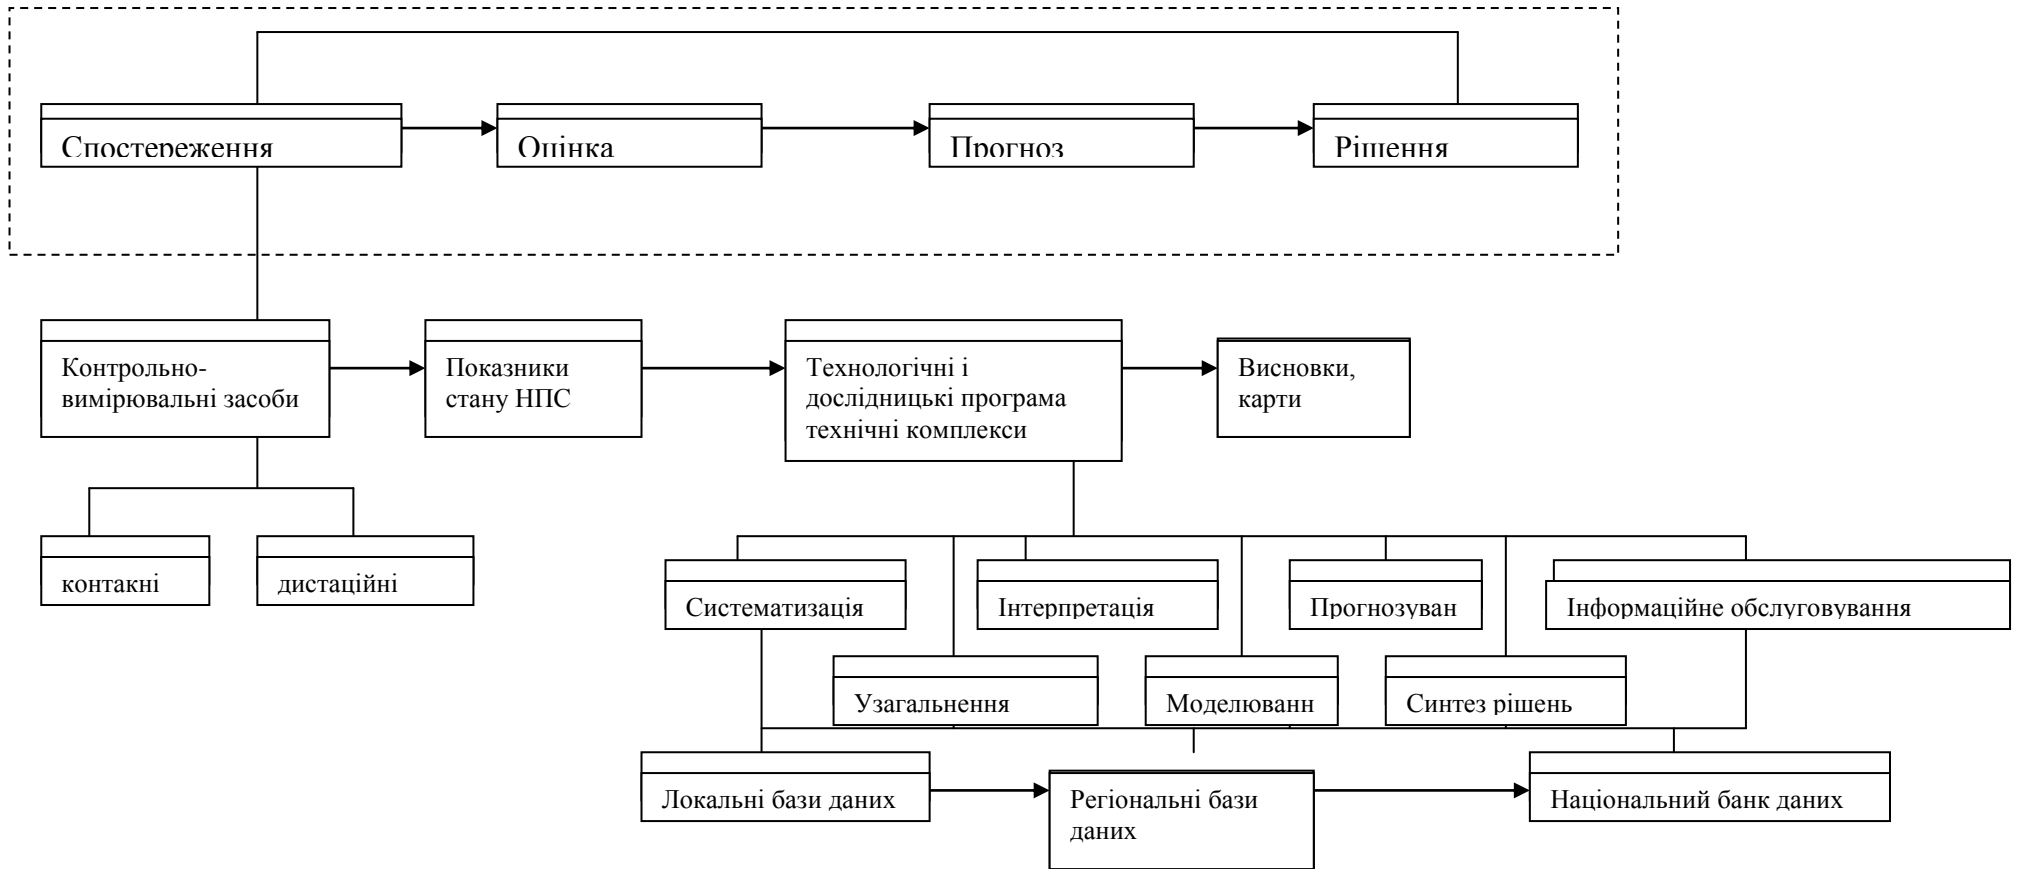 Спостереження
Оцінка
Прогноз
Рішення
Контрольно-
вимірювальні засоби
Показники
стану НПС
Технологічні і
дослідницькі програма
технічні комплекси
Висновки,
карти
контакні
дистаційні
Систематизація
Інтерпретація
Прогнозуван
Інформаційне обслуговування
Узагальнення
Моделюванн
Синтез рішень
Локальні бази даних
Регіональні бази
даних
Національний банк даних